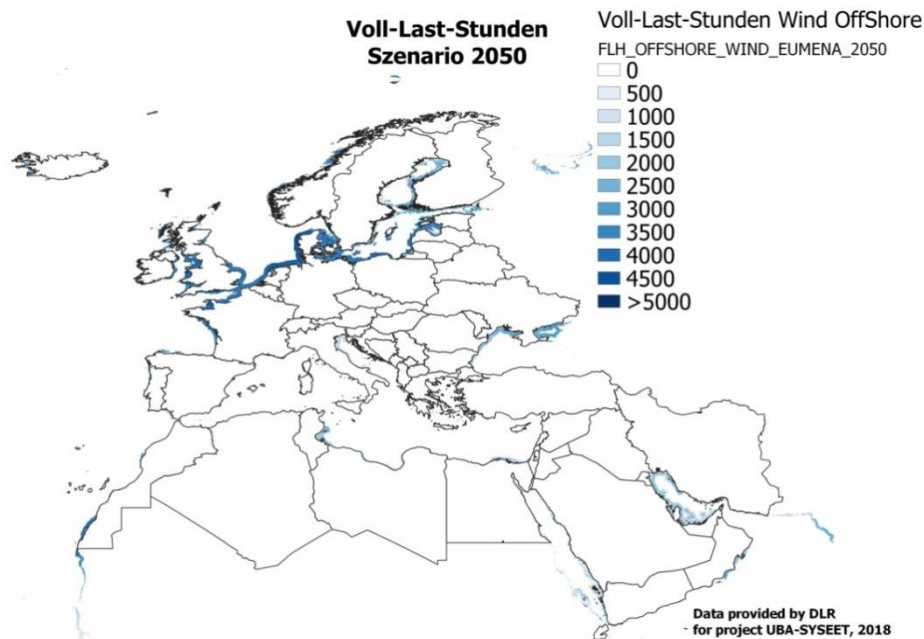 Voll-Last-Stunden
Szenario 2050
Voll-Last-Stunden Wind OffShore
FLH_OFFSHORE_WIND_EUMENA_2050
0
500
1000
1500
2000
2500
3000
3500
4000
4500
>5000
Data provided by DLR
for project UBA-SYSEET, 2018